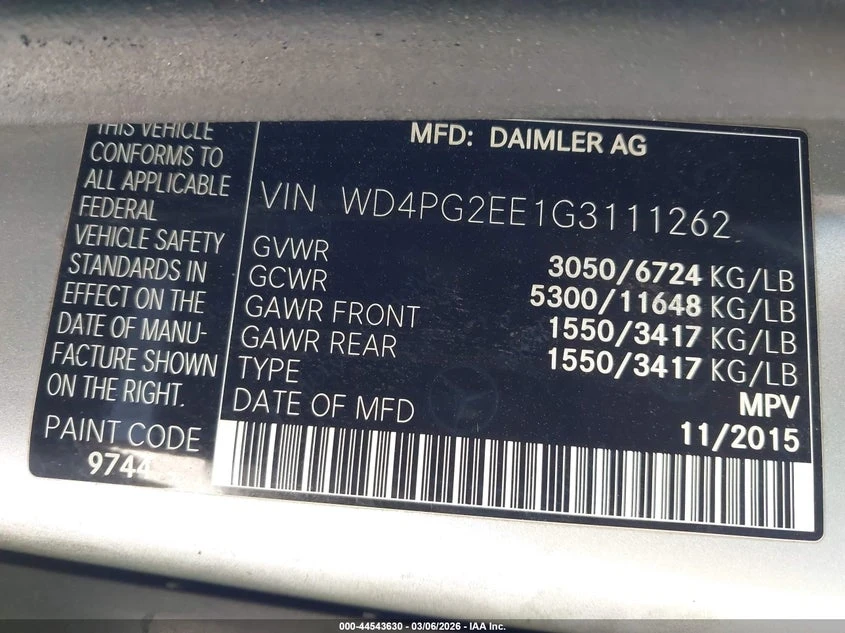 THIS VEHICLE
CONFORMS TO
ALL APPLICABLE
FEDERAL
VEHICLE SAFETY
STANDARDS IN
EFFECT ON THE
DATE OF MANU-
FACTURE SHOWN
ON THE RIGHT.
PAINT CODE
9744
MFD: DAIMLER AG
VIN WD4PG2EE1G3111262
GVWR 3050/6724 KG/LB
GCWR 5300/11648 KG/LB
GAWR FRONT 1550/3417 KG/LB
GAWR REAR 1550/3417 KG/LB
TYPE MPV
DATE OF MFD 11/2015
000-44543630 - 03/06/2026 - IAA Inc.